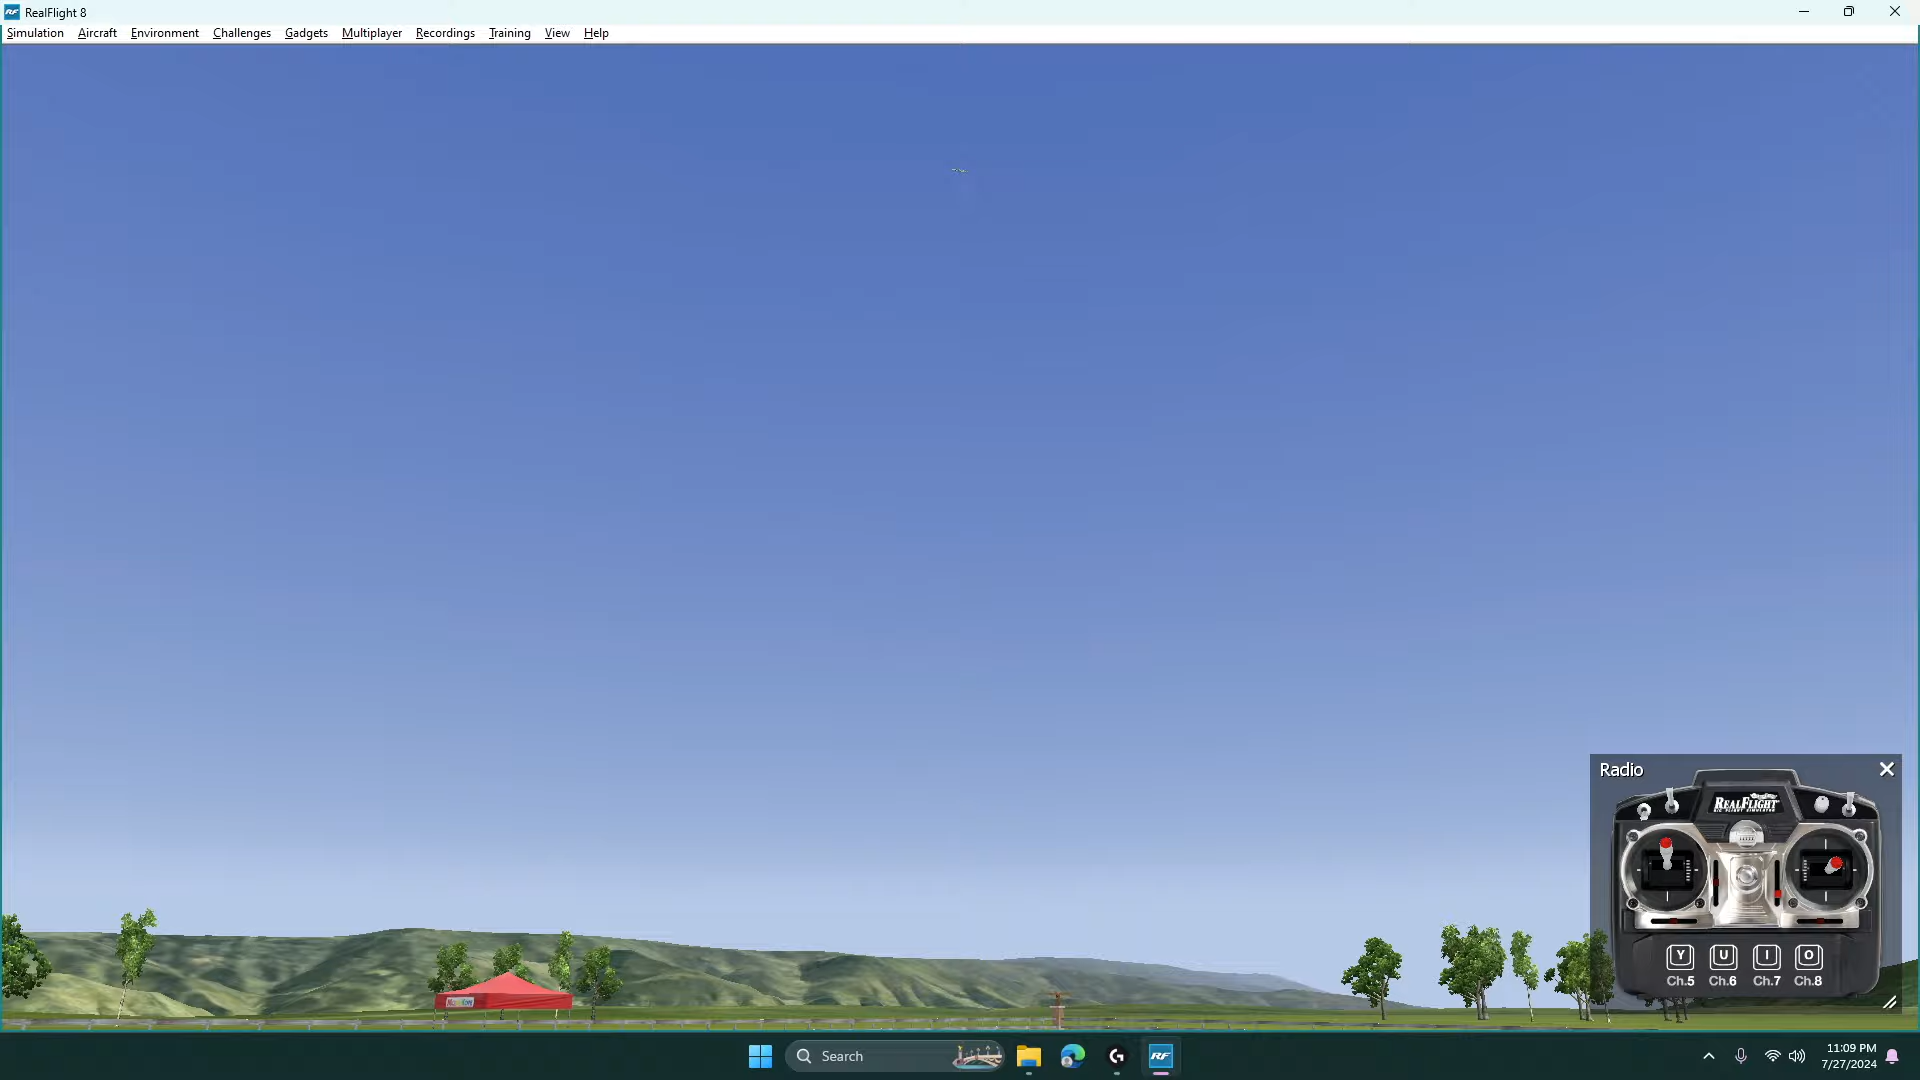 RealFlight 8
Simulation Aircraft Environment Challenges Gadgets Multiplayer Recordings Training View Help
Radio
REALFLIGHT
Y U I O
Ch.5 Ch.6 Ch.7 Ch.8
Search
RF
11:09 PM
7/27/2024